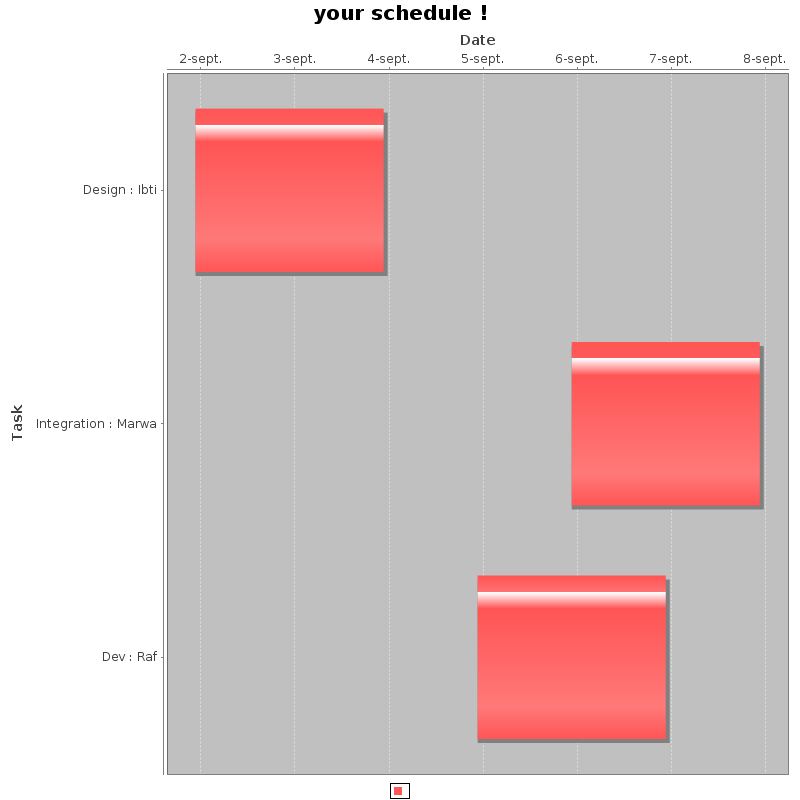 your schedule !
Date
2-sept. 3-sept. 4-sept. 5-sept. 6-sept. 7-sept. 8-sept.
Design : Ibti
Integration : Marwa
Dev : Raf
Task